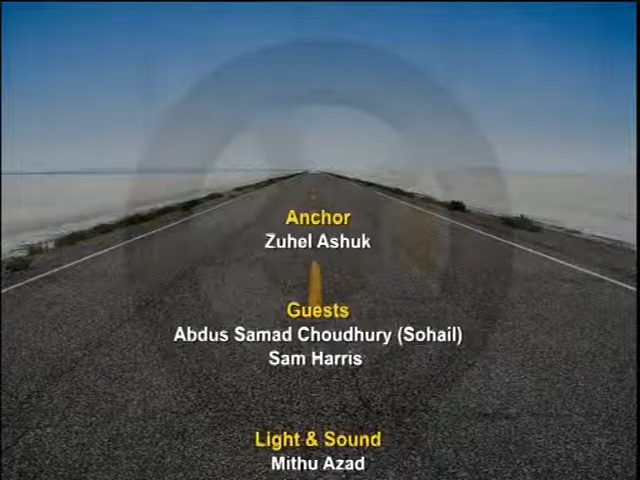 Anchor
Zuhel Ashuk
Guests
Abdus Samad Choudhury (Sohail)
Sam Harris
Light & Sound
Mithu Azad